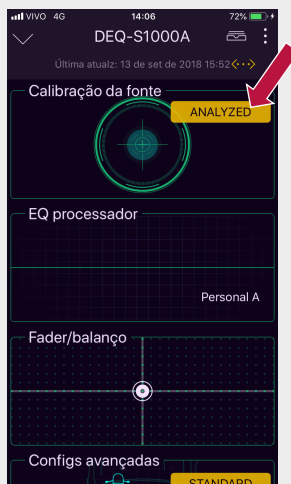 VIVO 4G 14:06 72%
DEQ-S1000A
Última atualz: 13 de set de 2018 15:52
Calibração da fonte
ANALYZED
EQ processador
Personal A
Fader/balanço
Configs avançadas
STANDARD